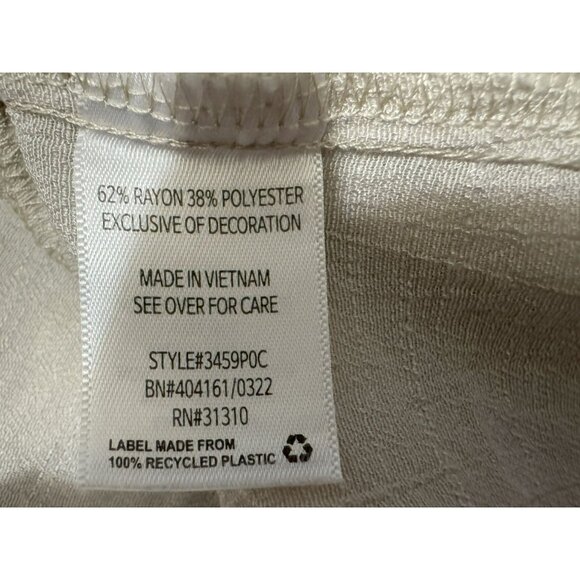 62% RAYON 38% POLYESTER
EXCLUSIVE OF DECORATION
MADE IN VIETNAM
SEE OVER FOR CARE
STYLE#3459P0C
BN#404161/0322
RN#31310
LABEL MADE FROM
100% RECYCLED PLASTIC